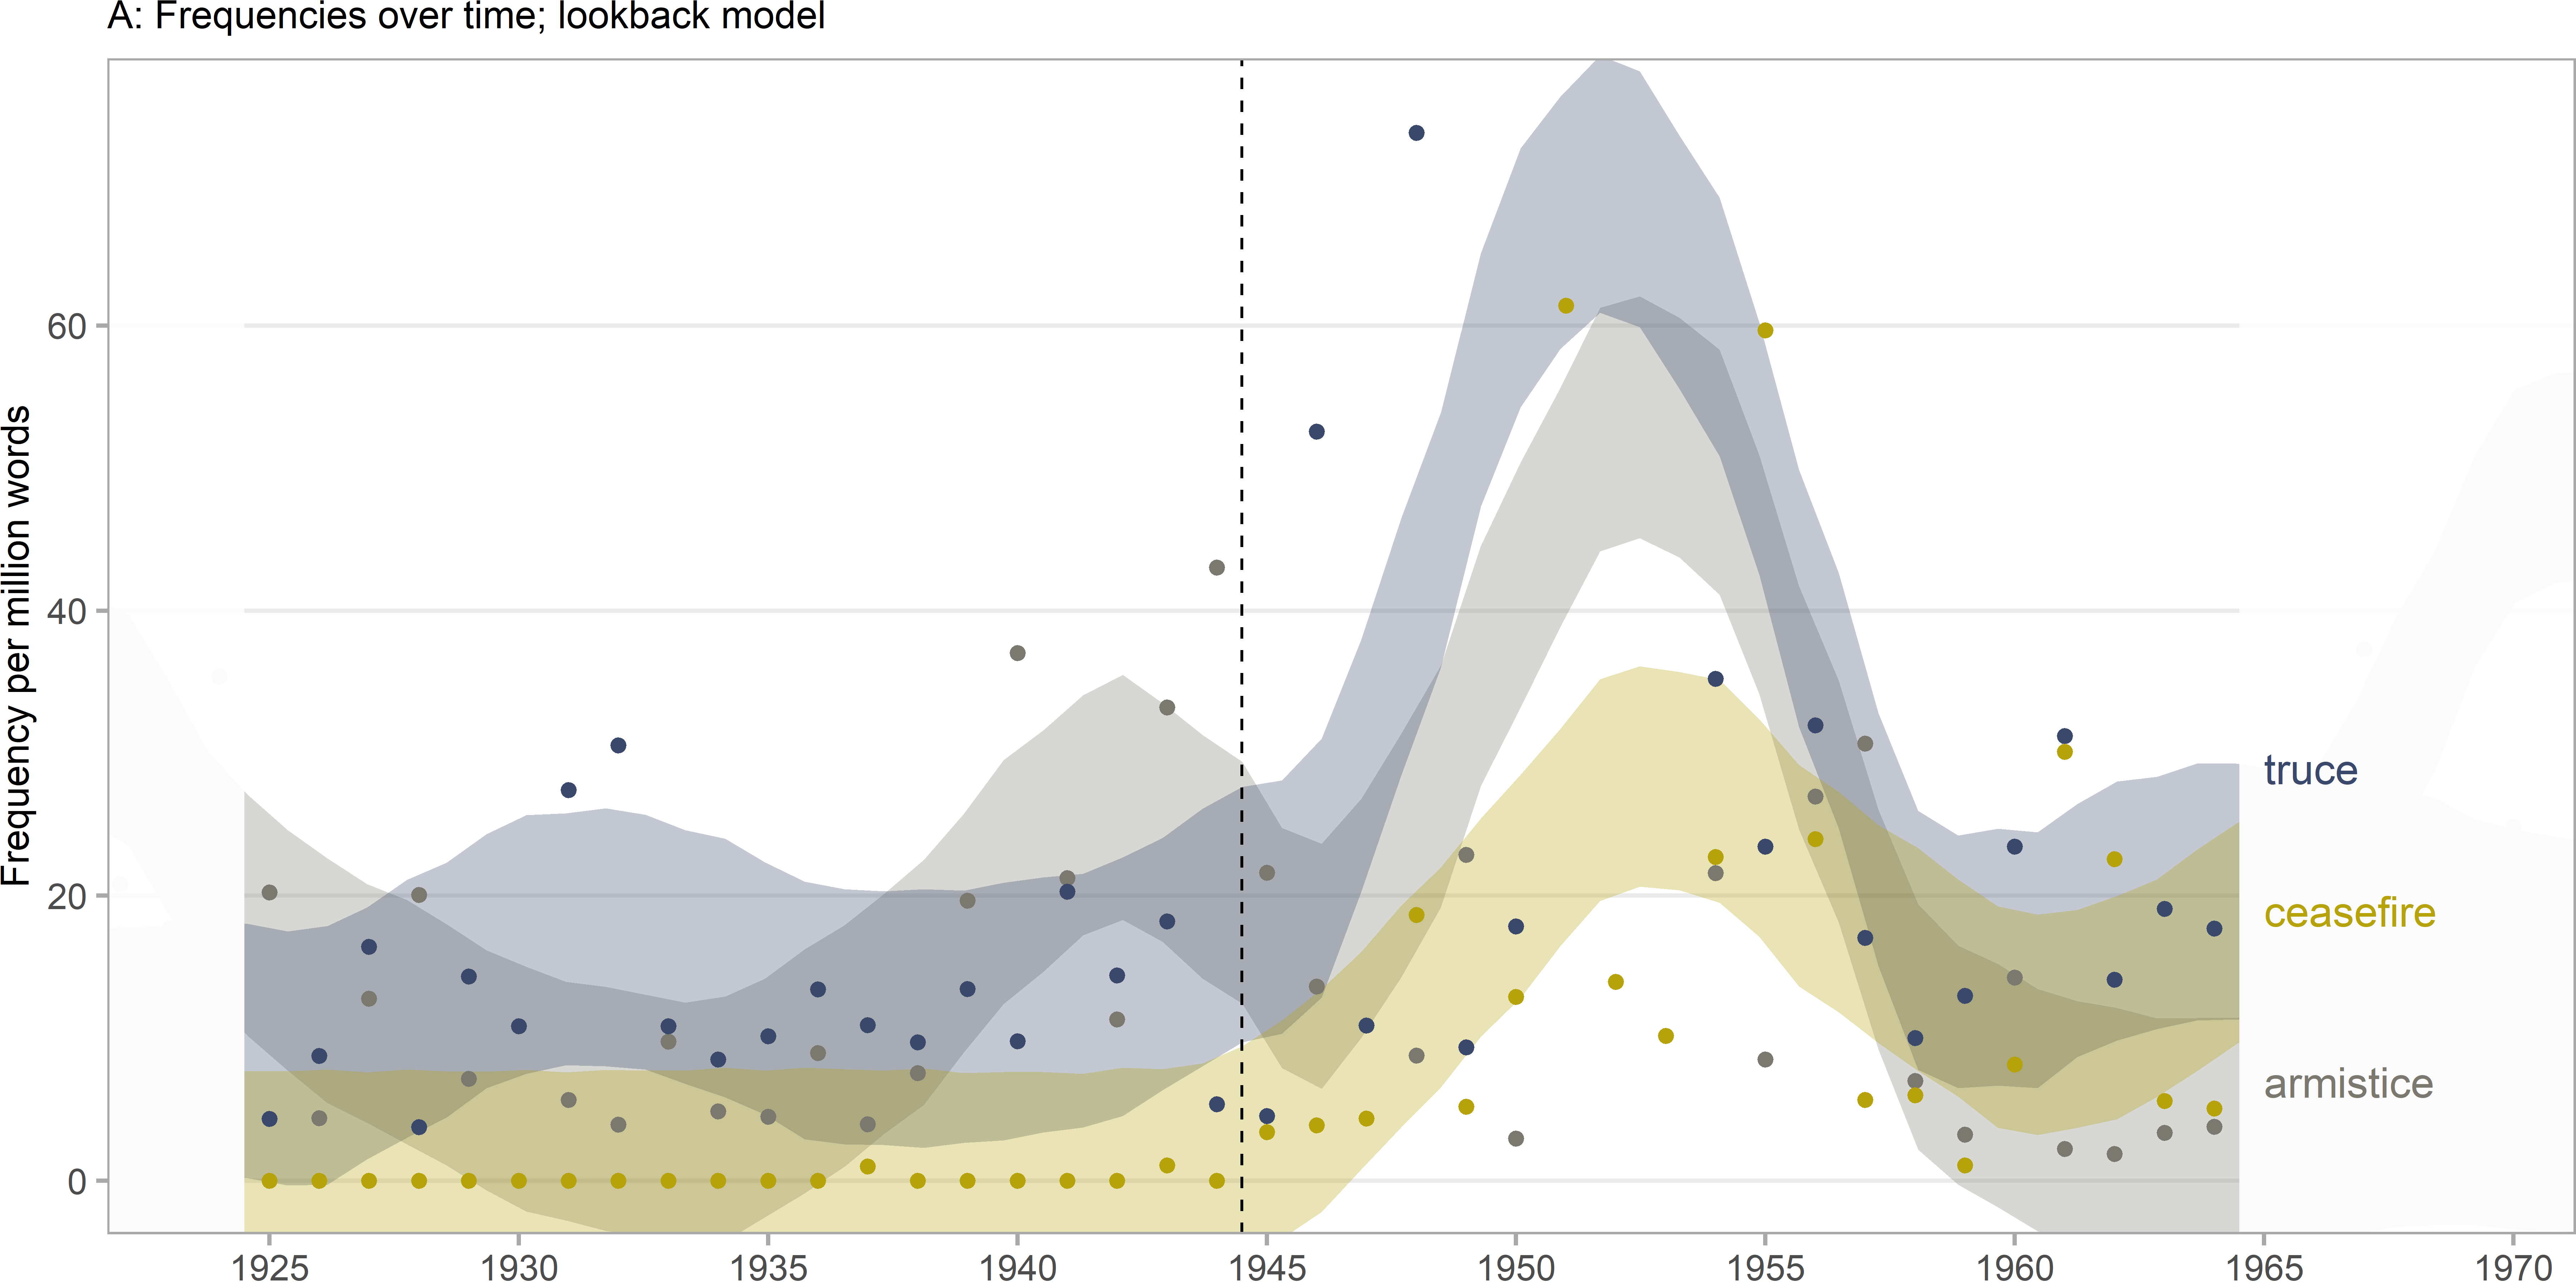 A: Frequencies over time; lookback model
Frequency per million words
60
40
20
0
truce
ceasefire
armistice
1925 1930 1935 1940 1945 1950 1955 1960 1965 1970